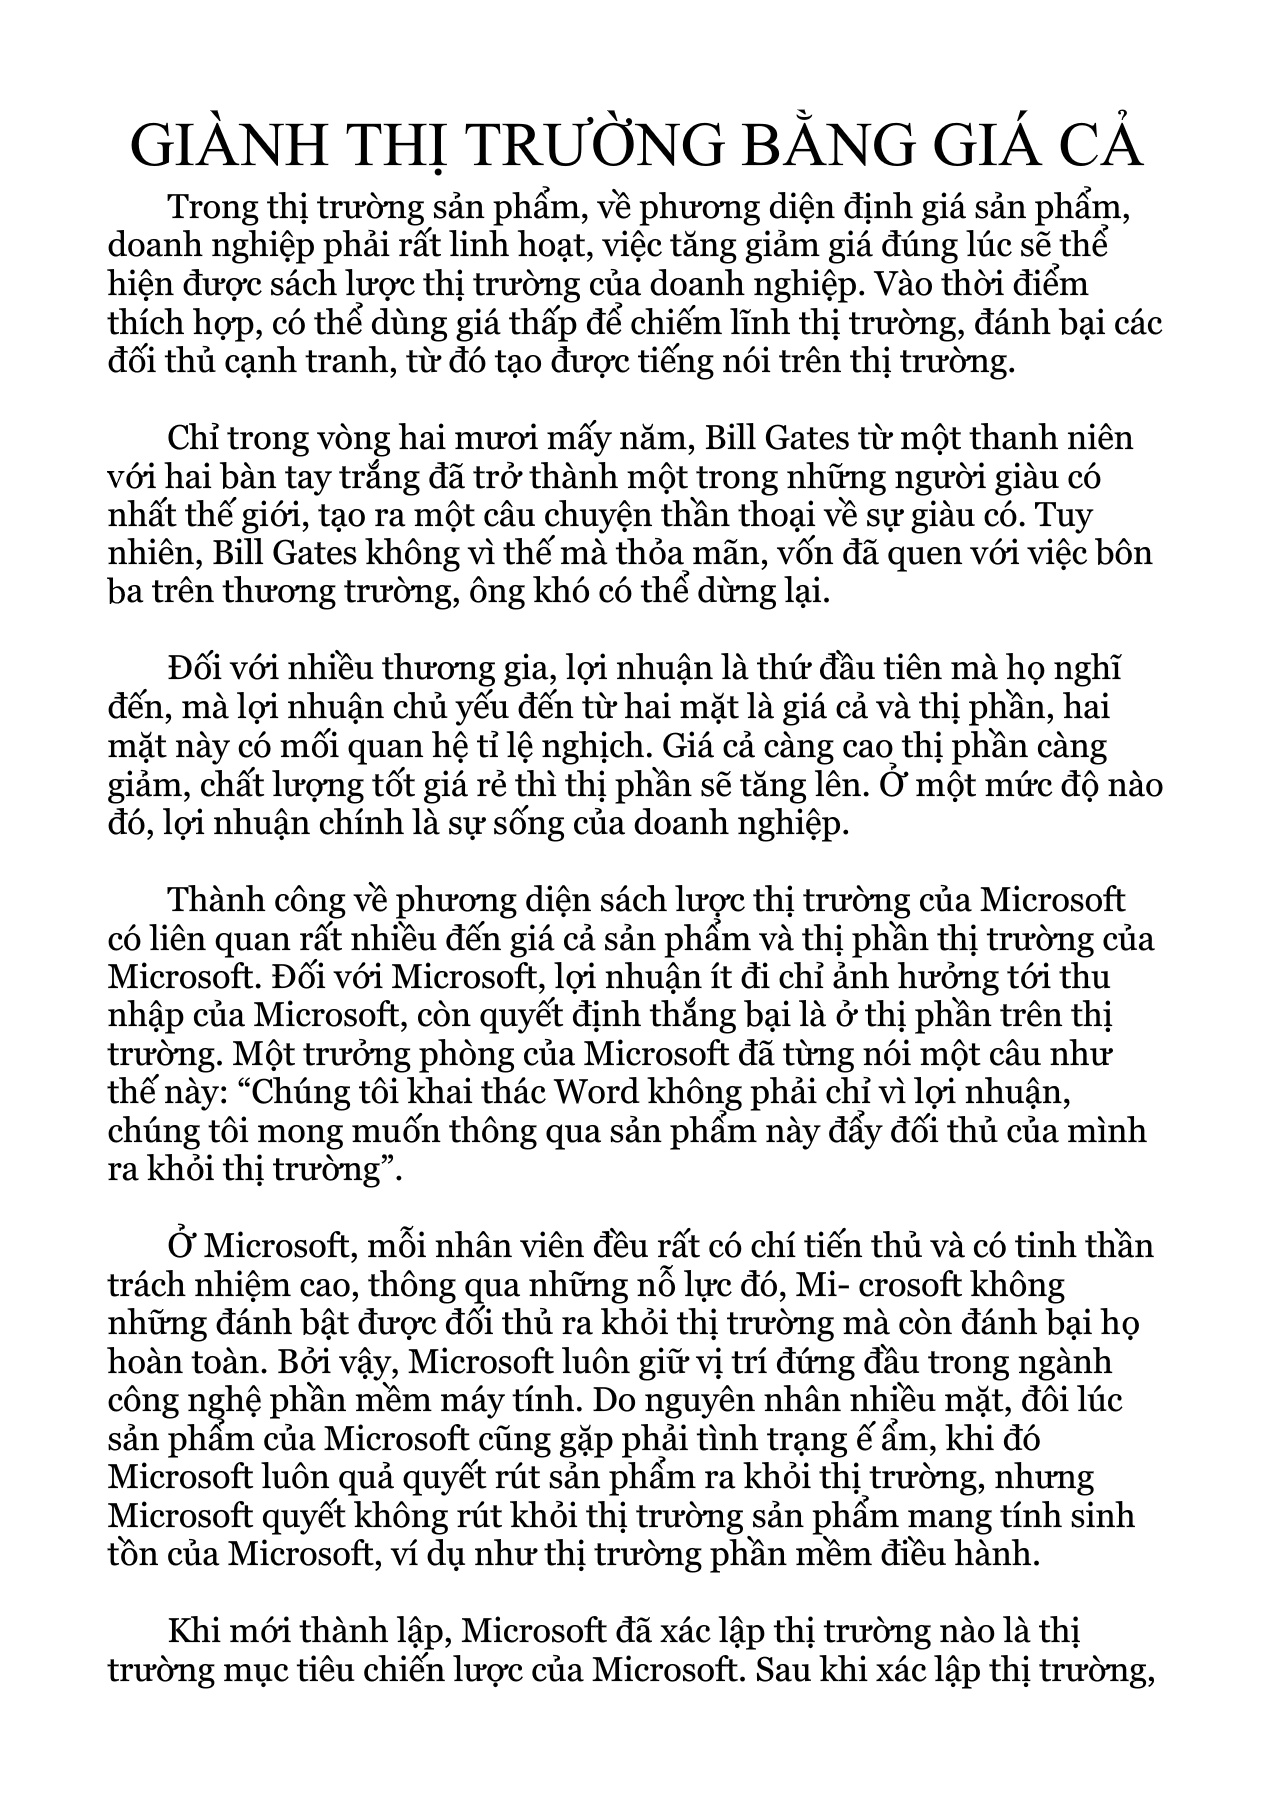 GIÀNH THỊ TRƯỜNG BẰNG GIÁ CẢ
Trong thị trường sản phẩm, về phương diện định giá sản phẩm,
doanh nghiệp phải rất linh hoạt, việc tăng giảm giá đúng lúc sẽ thể
hiện được sách lược thị trường của doanh nghiệp. Vào thời điểm
thích hợp, có thể dùng giá thấp để chiếm lĩnh thị trường, đánh bại các
đối thủ cạnh tranh, từ đó tạo được tiếng nói trên thị trường.
Chỉ trong vòng hai mươi mấy năm, Bill Gates từ một thanh niên
với hai bàn tay trắng đã trở thành một trong những người giàu có
nhất thế giới, tạo ra một câu chuyện thần thoại về sự giàu có. Tuy
nhiên, Bill Gates không vì thế mà thỏa mãn, vốn đã quen với việc bôn
ba trên thương trường, ông khó có thể dừng lại.
Đối với nhiều thương gia, lợi nhuận là thứ đầu tiên mà họ nghĩ
đến, mà lợi nhuận chủ yếu đến từ hai mặt là giá cả và thị phần, hai
mặt này có mối quan hệ tỉ lệ nghịch. Giá cả càng cao thị phần càng
giảm, chất lượng tốt giá rẻ thì thị phần sẽ tăng lên. Ở một mức độ nào
đó, lợi nhuận chính là sự sống của doanh nghiệp.
Thành công về phương diện sách lược thị trường của Microsoft
có liên quan rất nhiều đến giá cả sản phẩm và thị phần thị trường của
Microsoft. Đối với Microsoft, lợi nhuận ít đi chỉ ảnh hưởng tới thu
nhập của Microsoft, còn quyết định thắng bại là ở thị phần trên thị
trường. Một trưởng phòng của Microsoft đã từng nói một câu như
thế này: “Chúng tôi khai thác Word không phải chỉ vì lợi nhuận,
chúng tôi mong muốn thông qua sản phẩm này đẩy đối thủ của mình
ra khỏi thị trường”.
Ở Microsoft, mỗi nhân viên đều rất có chí tiến thủ và có tinh thần
trách nhiệm cao, thông qua những nỗ lực đó, Mi- crosoft không
những đánh bật được đối thủ ra khỏi thị trường mà còn đánh bại họ
hoàn toàn. Bởi vậy, Microsoft luôn giữ vị trí đứng đầu trong ngành
công nghệ phần mềm máy tính. Do nguyên nhân nhiều mặt, đôi lúc
sản phẩm của Microsoft cũng gặp phải tình trạng ế ẩm, khi đó
Microsoft luôn quả quyết rút sản phẩm ra khỏi thị trường, nhưng
Microsoft quyết không rút khỏi thị trường sản phẩm mang tính sinh
tồn của Microsoft, ví dụ như thị trường phần mềm điều hành.
Khi mới thành lập, Microsoft đã xác lập thị trường nào là thị
trường mục tiêu chiến lược của Microsoft. Sau khi xác lập thị trường,